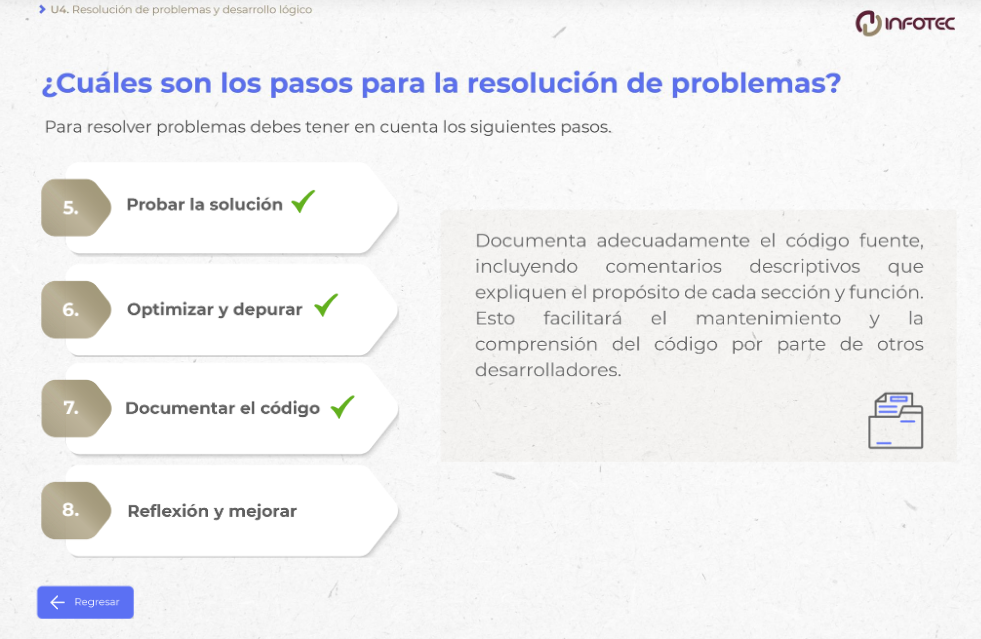 U4. Resolución de problemas y desarrollo lógico
INFOTEC
¿Cuáles son los pasos para la resolución de problemas?
Para resolver problemas debes tener en cuenta los siguientes pasos.
5.
Probar la solución
6.
Optimizar y depurar
7.
Documentar el código
8.
Reflexión y mejorar
Documenta adecuadamente el código fuente,
incluyendo comentarios descriptivos que
expliquen el propósito de cada sección y función.
Esto facilitará el mantenimiento y la
comprensión del código por parte de otros
desarrolladores.
Regresar